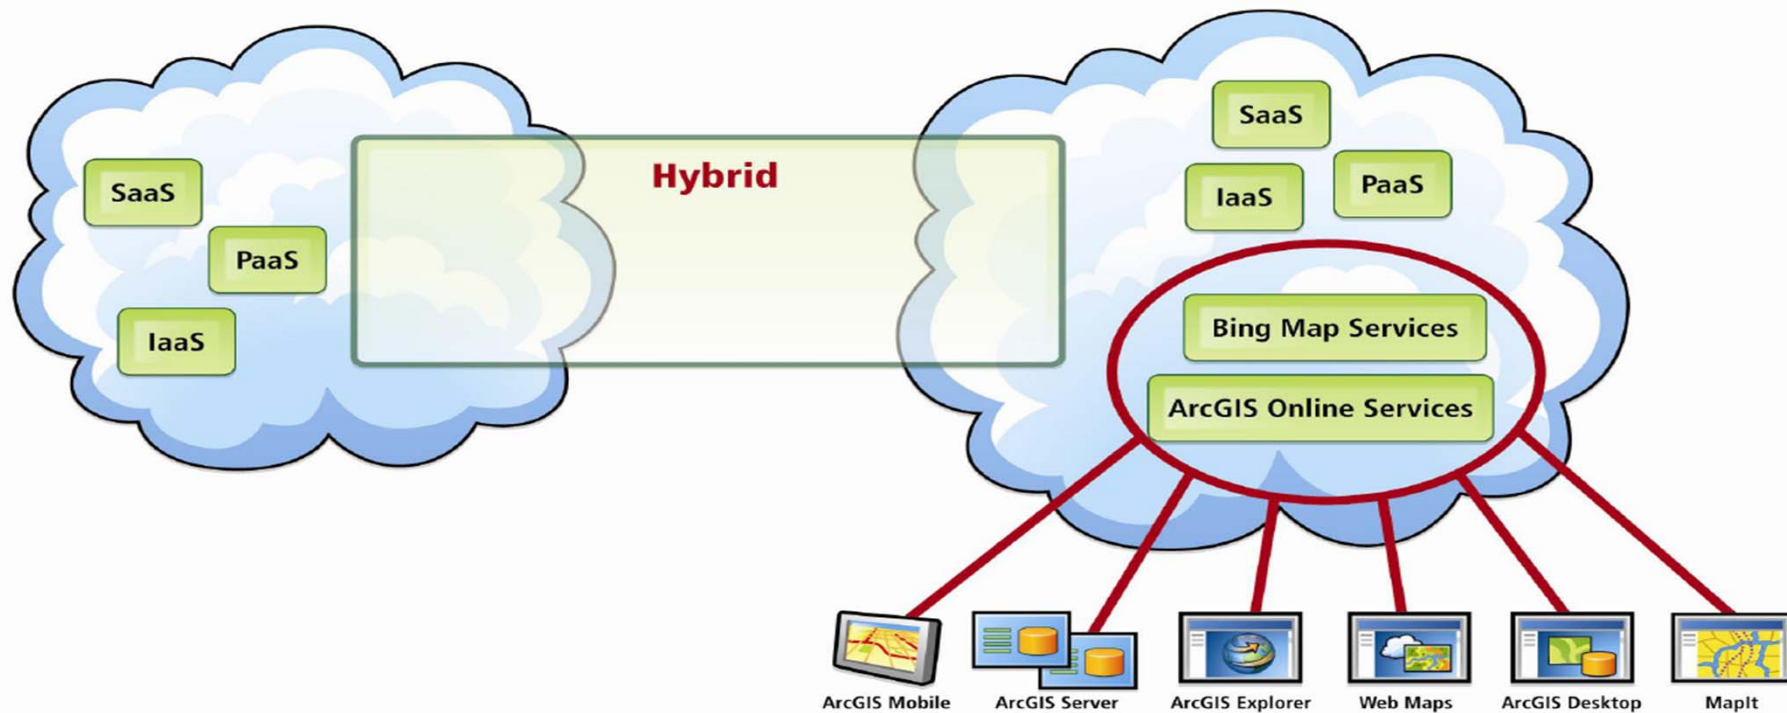 SaaS
PaaS
IaaS
Hybrid
SaaS
IaaS
PaaS
Bing Map Services
ArcGIS Online Services
ArcGIS Mobile
ArcGIS Server
ArcGIS Explorer
Web Maps
ArcGIS Desktop
MapIt